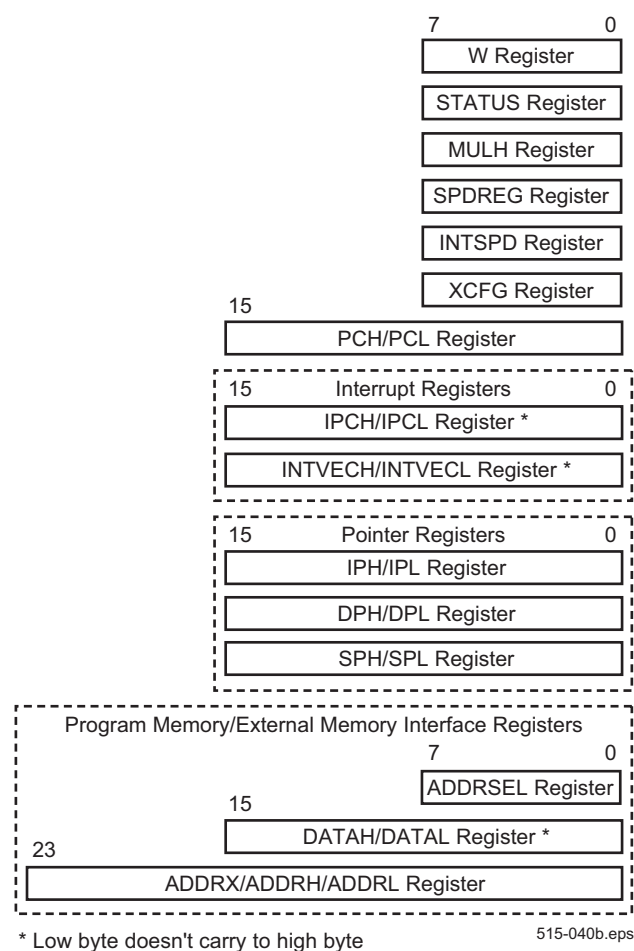 7 0
W Register
STATUS Register
MULH Register
SPDREG Register
INTSPD Register
XCFG Register
15
PCH/PCL Register
15 Interrupt Registers 0
IPCH/IPCL Register *
INTVECH/INTVECL Register *
15 Pointer Registers 0
IPH/IPL Register
DPH/DPL Register
SPH/SPL Register
Program Memory/External Memory Interface Registers
7 0
ADDRSEL Register
15
DATAH/DATAL Register *
23
ADDRX/ADDRH/ADDRL Register
* Low byte doesn't carry to high byte
515-040b.eps